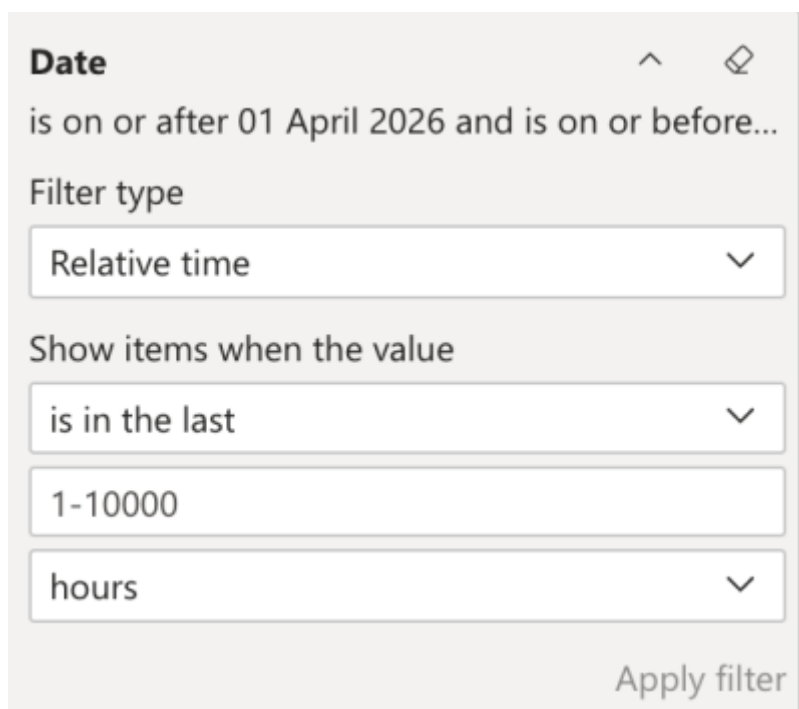 Date
is on or after 01 April 2026 and is on or before...
Filter type
Relative time
Show items when the value
is in the last
1-10000
hours
Apply filter